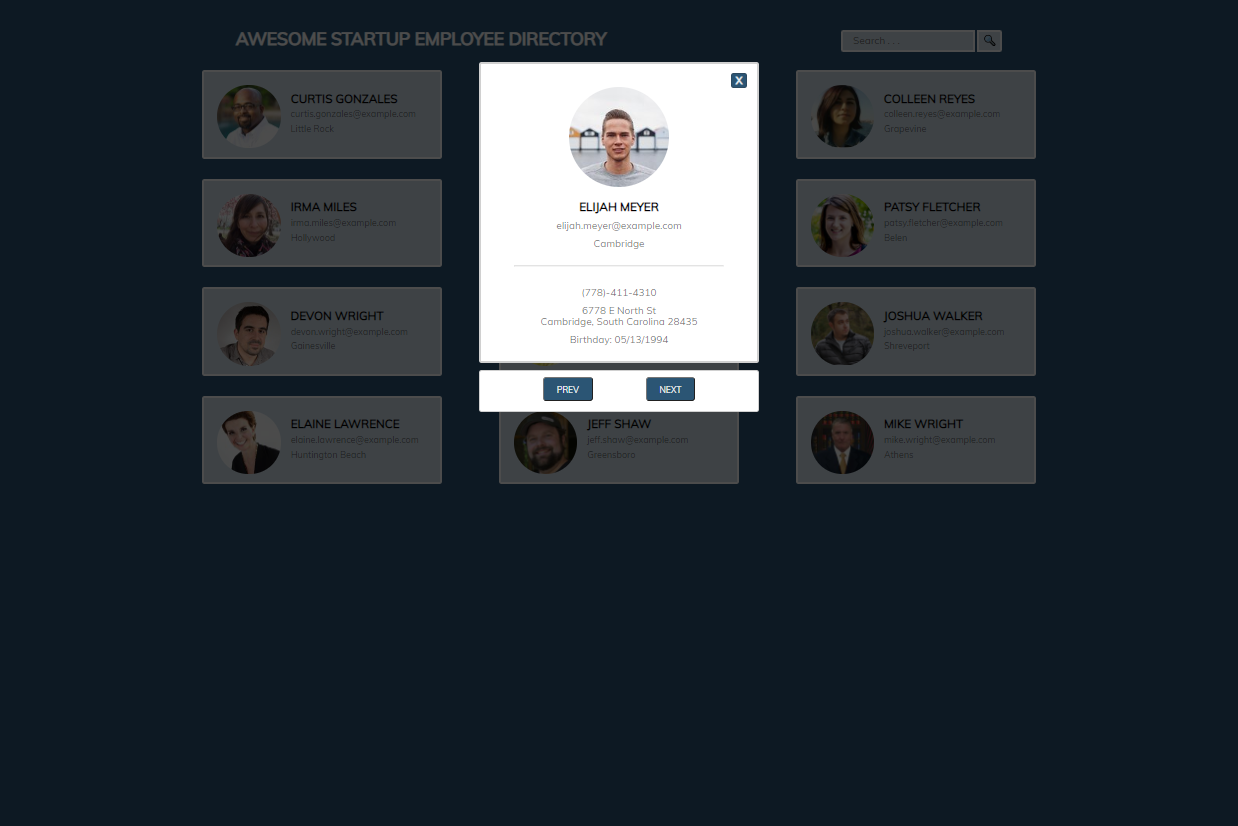 AWESOME STARTUP EMPLOYEE DIRECTORY
Search . . .
CURTIS GONZALES
curtis.gonzales@example.com
Little Rock
COLLEEN REYES
colleen.reyes@example.com
Grapevine
IRMA MILES
irma.miles@example.com
Hollywood
PATSY FLETCHER
patsy.fletcher@example.com
Belen
DEVON WRIGHT
devon.wright@example.com
Gainesville
JOSHUA WALKER
joshua.walker@example.com
Shreveport
ELAINE LAWRENCE
elaine.lawrence@example.com
Huntington Beach
JEFF SHAW
jeff.shaw@example.com
Greensboro
MIKE WRIGHT
mike.wright@example.com
Athens
X
ELIJAH MEYER
elijah.meyer@example.com
Cambridge
(778)-411-4310
6778 E North St
Cambridge, South Carolina 28435
Birthday: 05/13/1994
PREV
NEXT